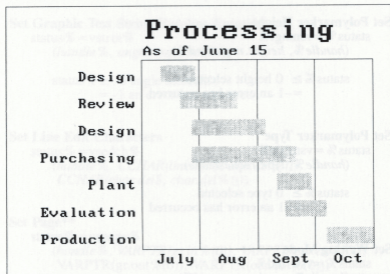 Processing
As of June 15
Design
Review
Design
Purchasing
Plant
Evaluation
Production
July Aug Sept Oct